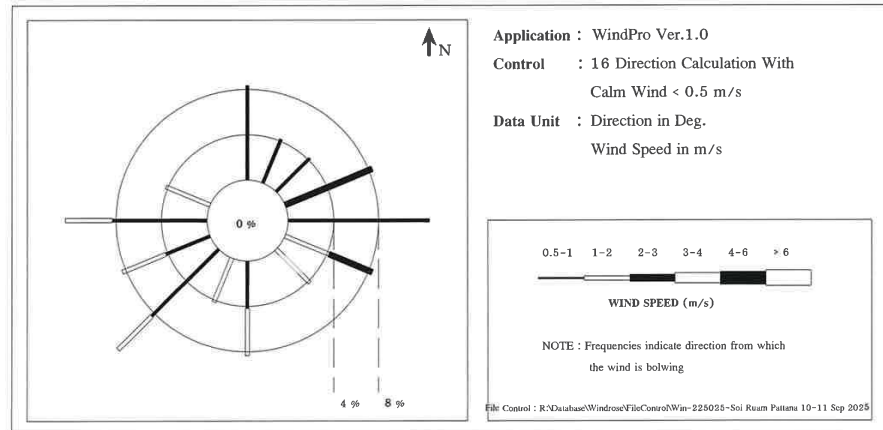 N
0 %
4 %
8 %
Application : WindPro Ver.1.0
Control : 16 Direction Calculation With
Calm Wind < 0.5 m/s
Data Unit : Direction in Deg.
Wind Speed in m/s
0.5-1 1-2 2-3 3-4 4-6 > 6
WIND SPEED (m/s)
NOTE : Frequencies indicate direction from which
the wind is bolwing
File Control : R:\Database\Windrose\FileControl\Win-225025-Soi Ruam Pattana 10-11 Sep 2025